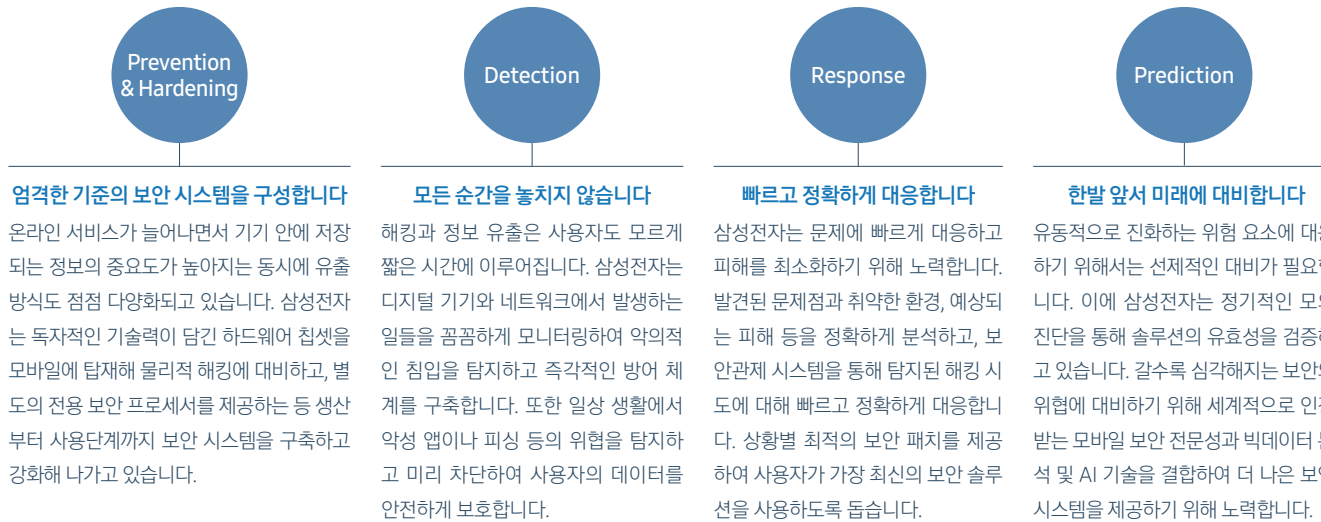 Prevention
& Hardening
엄격한 기준의 보안 시스템을 구성합니다
온라인 서비스가 늘어나면서 기기 안에 저장
되는 정보의 중요도가 높아지는 동시에 유출
방식도 점점 다양화되고 있습니다. 삼성전자
는 독자적인 기술력이 담긴 하드웨어 칩셋을
모바일에 탑재해 물리적 해킹에 대비하고, 별
도의 전용 보안 프로세서를 제공하는 등 생산
부터 사용단계까지 보안 시스템을 구축하고
강화해 나가고 있습니다.
Detection
모든 순간을 놓치지 않습니다
해킹과 정보 유출은 사용자도 모르게
짧은 시간에 이루어집니다. 삼성전자는
디지털 기기와 네트워크에서 발생하는
일들을 꼼꼼하게 모니터링하여 악의적
인 침입을 탐지하고 즉각적인 방어 체
계를 구축합니다. 또한 일상 생활에서
악성 앱이나 피싱 등의 위협을 탐지하
고 미리 차단하여 사용자의 데이터를
안전하게 보호합니다.
Response
빠르고 정확하게 대응합니다
삼성전자는 문제에 빠르게 대응하고
피해를 최소화하기 위해 노력합니다.
발견된 문제점과 취약한 환경, 예상되
는 피해 등을 정확하게 분석하고, 보
안관제 시스템을 통해 탐지된 해킹 시
도에 대해 빠르고 정확하게 대응합니
다. 상황별 최적의 보안 패치를 제공
하여 사용자가 가장 최신의 보안 솔루
션을 사용하도록 돕습니다.
Prediction
한발 앞서 미래에 대비합니다
유동적으로 진화하는 위험 요소에
하기 위해서는 선제적인 대비가
니다. 이에 삼성전자는 정기적인
진단을 통해 솔루션의 유효성을
고 있습니다. 갈수록 심각해지는
위협에 대비하기 위해 세계적으로
받는 모바일 보안 전문성과 빅데이터
석 및 AI 기술을 결합하여 더 나은
시스템을 제공하기 위해 노력합니다.